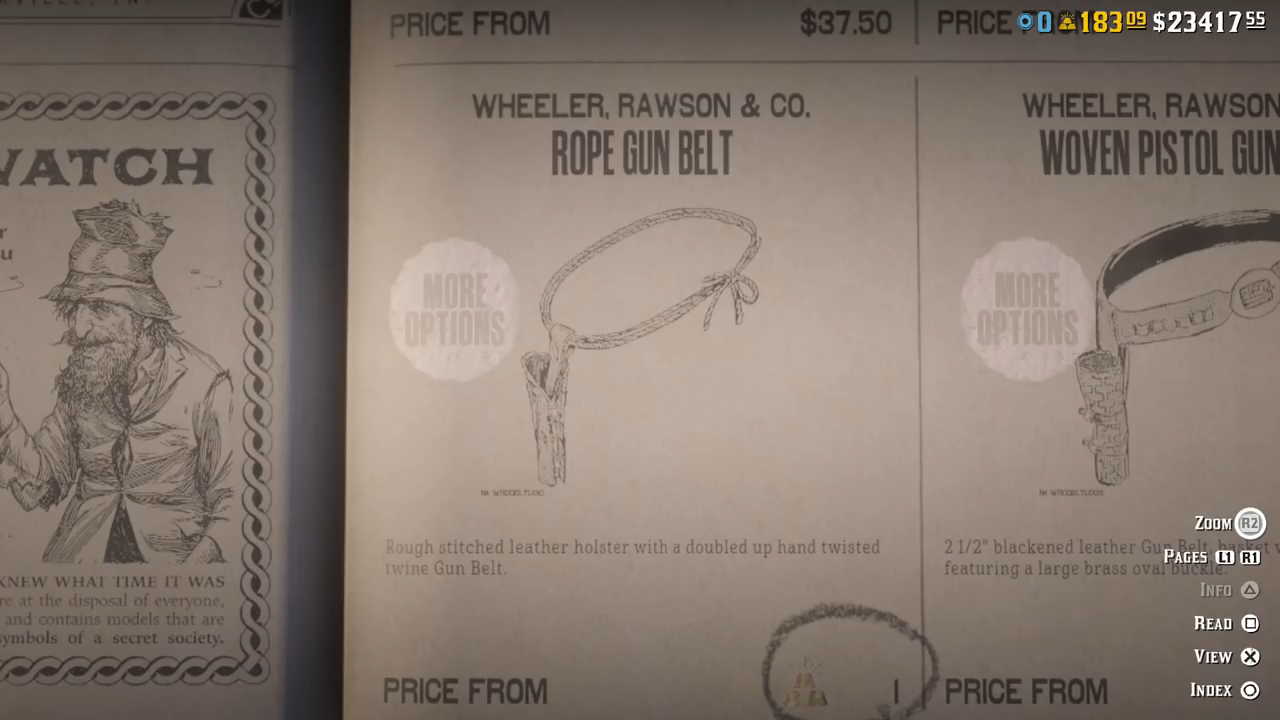 0 183 09 $23417 55
PRICE FROM $37.50
PRICE
WATCH
r
u
KNEW WHAT TIME IT WAS
re at the disposal of everyone,
and contains models that are
symbols of a secret society.
WHEELER, RAWSON & CO.
ROPE GUN BELT
MORE
OPTIONS
Rough stitched leather holster with a doubled up hand twisted
twine Gun Belt.
PRICE FROM 1
WHEELER, RAWSON
WOVEN PISTOL GUN
MORE
OPTIONS
2 1/2" blackened leather Gun Belt, basket
featuring a large brass oval buckle.
PRICE FROM
ZOOM R2
PAGES L1 R1
INFO
READ
VIEW
INDEX